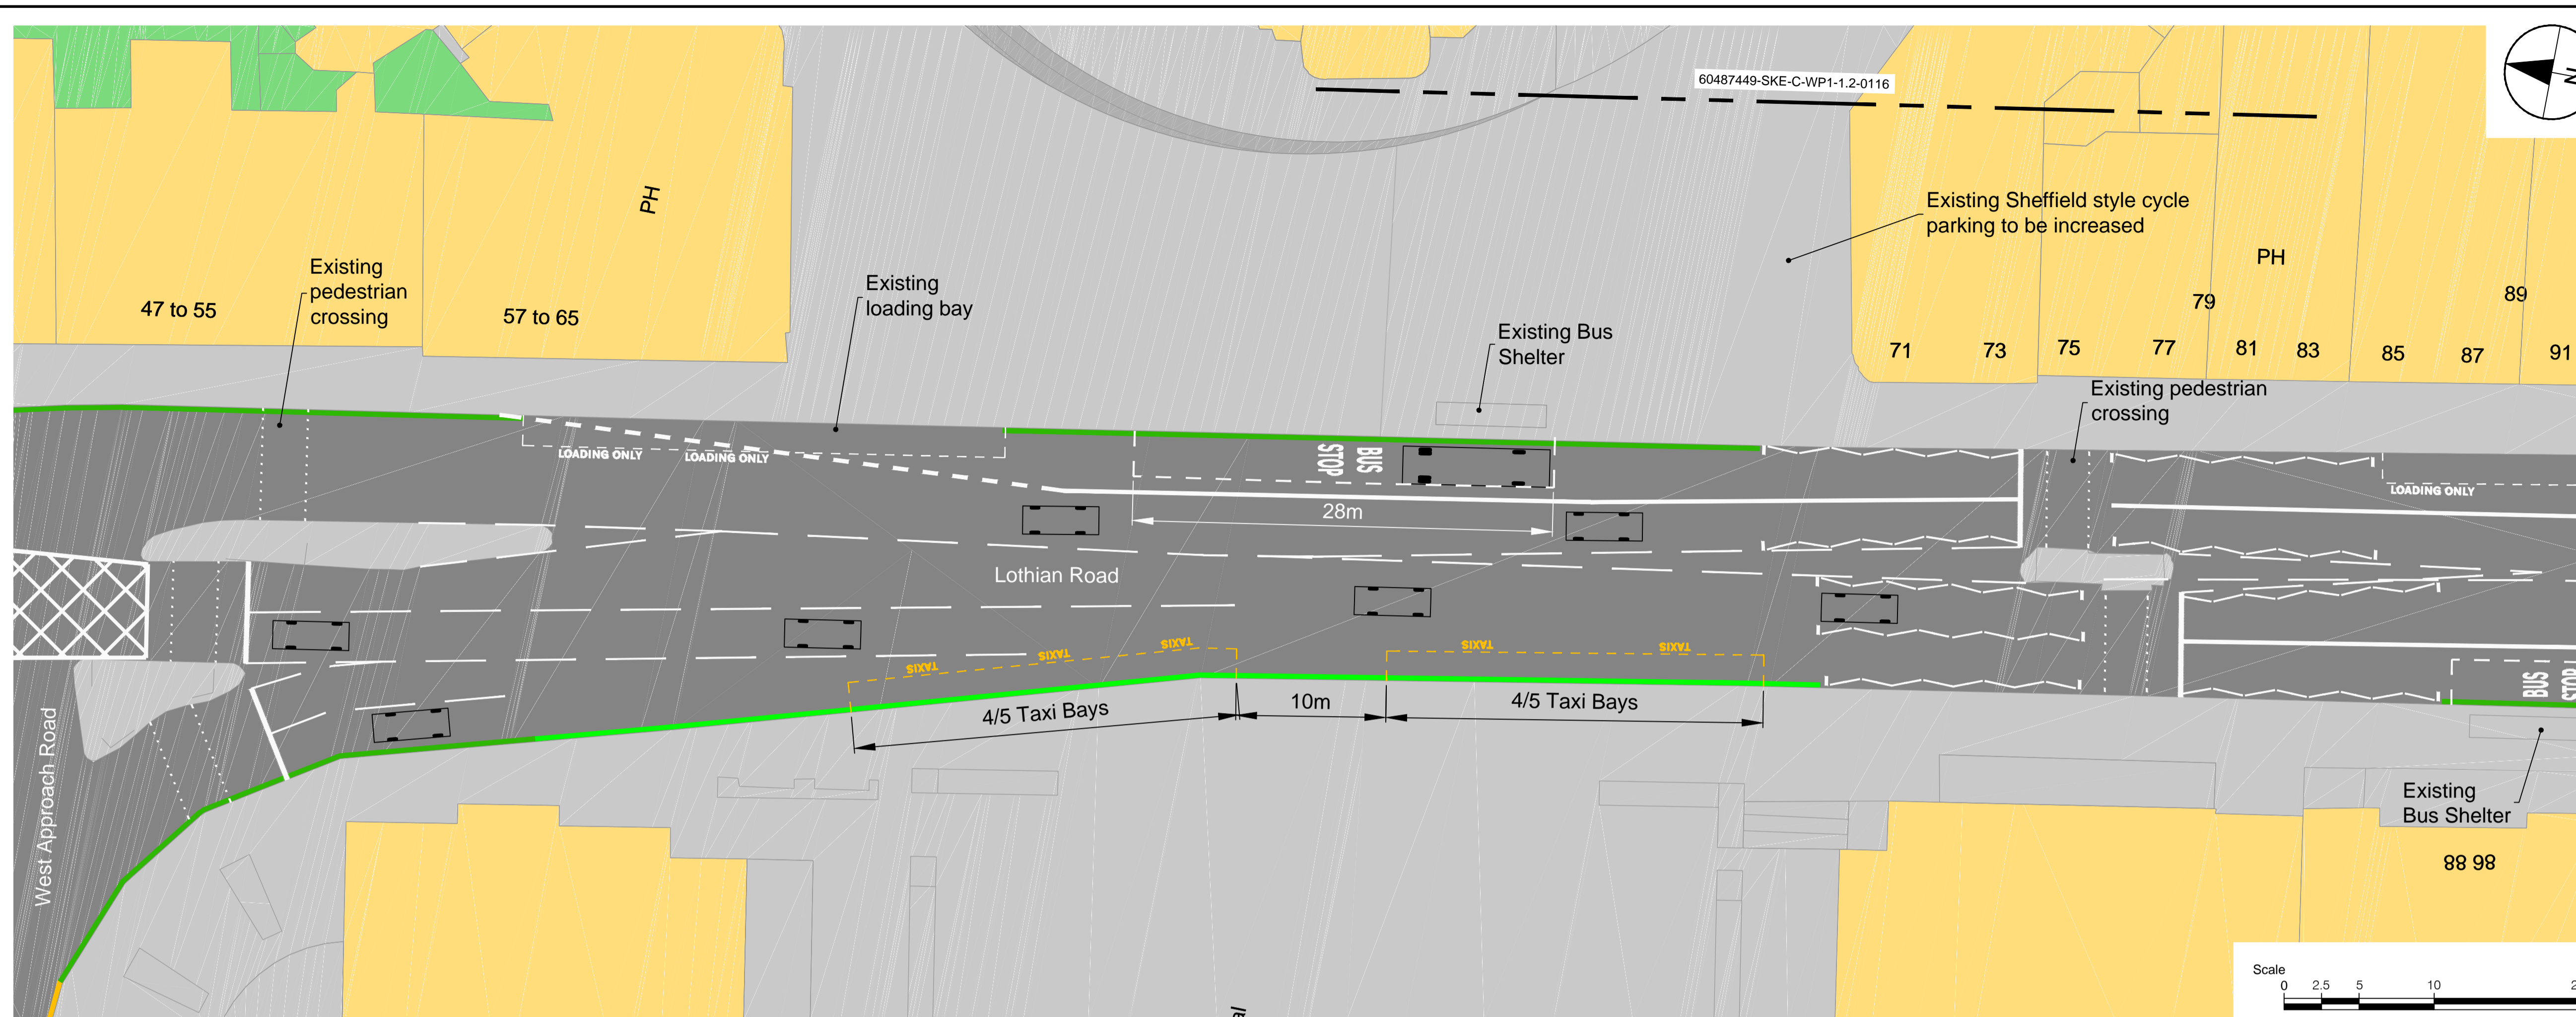 60487449-SKE-C-WP1-1.2-0116
N
PH
Existing Sheffield style cycle
parking to be increased
PH
Existing
pedestrian
crossing
Existing
loading bay
47 to 55
57 to 65
79
89
Existing Bus
Shelter
71
73
75
77
81
83
85
87
91
Existing pedestrian
crossing
LOADING ONLY
LOADING ONLY
BUS
STOP
LOADING ONLY
28m
Lothian Road
TAXIS
TAXIS
TAXIS
TAXIS
TAXIS
4/5 Taxi Bays
10m
4/5 Taxi Bays
BUS
STOP
West Approach Road
Existing
Bus Shelter
88 98
Scale
0
2.5
5
10
al